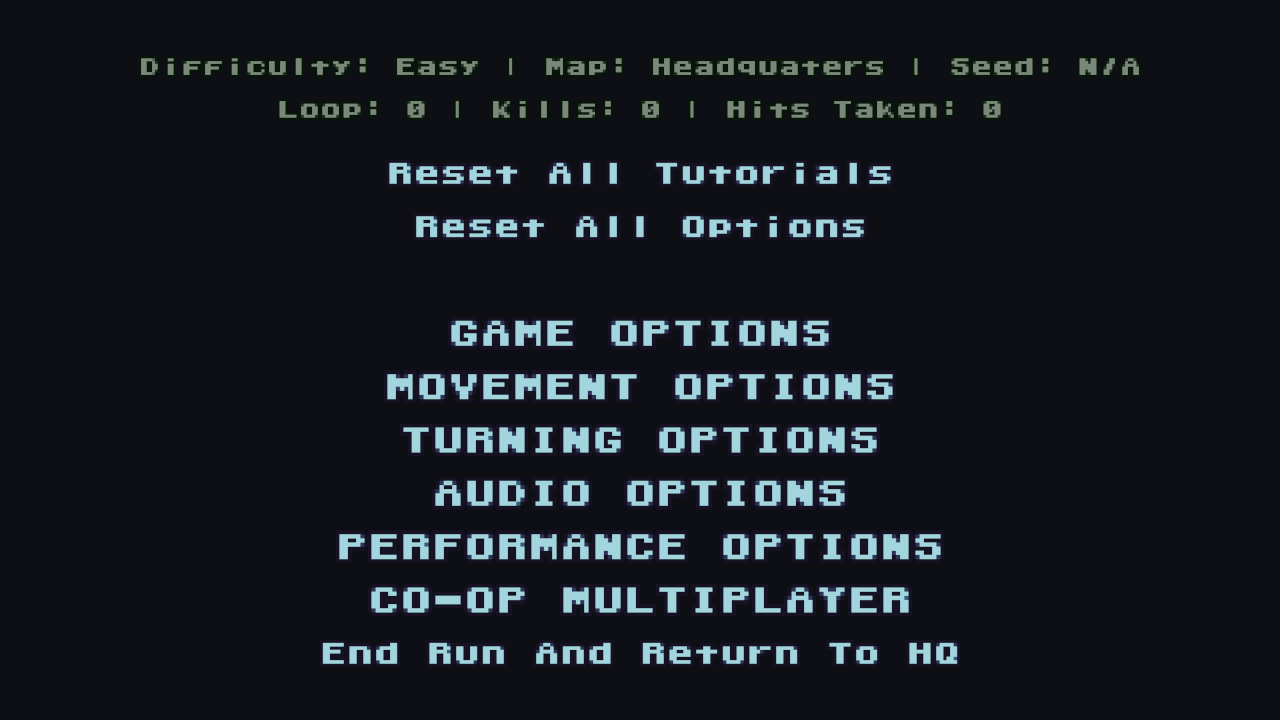 Difficulty: Easy | Map: Headquaters | Seed: N/A
Loop: 0 | Kills: 0 | Hits Taken: 0
Reset All Tutorials
Reset All Options
GAME OPTIONS
MOVEMENT OPTIONS
TURNING OPTIONS
AUDIO OPTIONS
PERFORMANCE OPTIONS
CO-OP MULTIPLAYER
End Run And Return To HQ